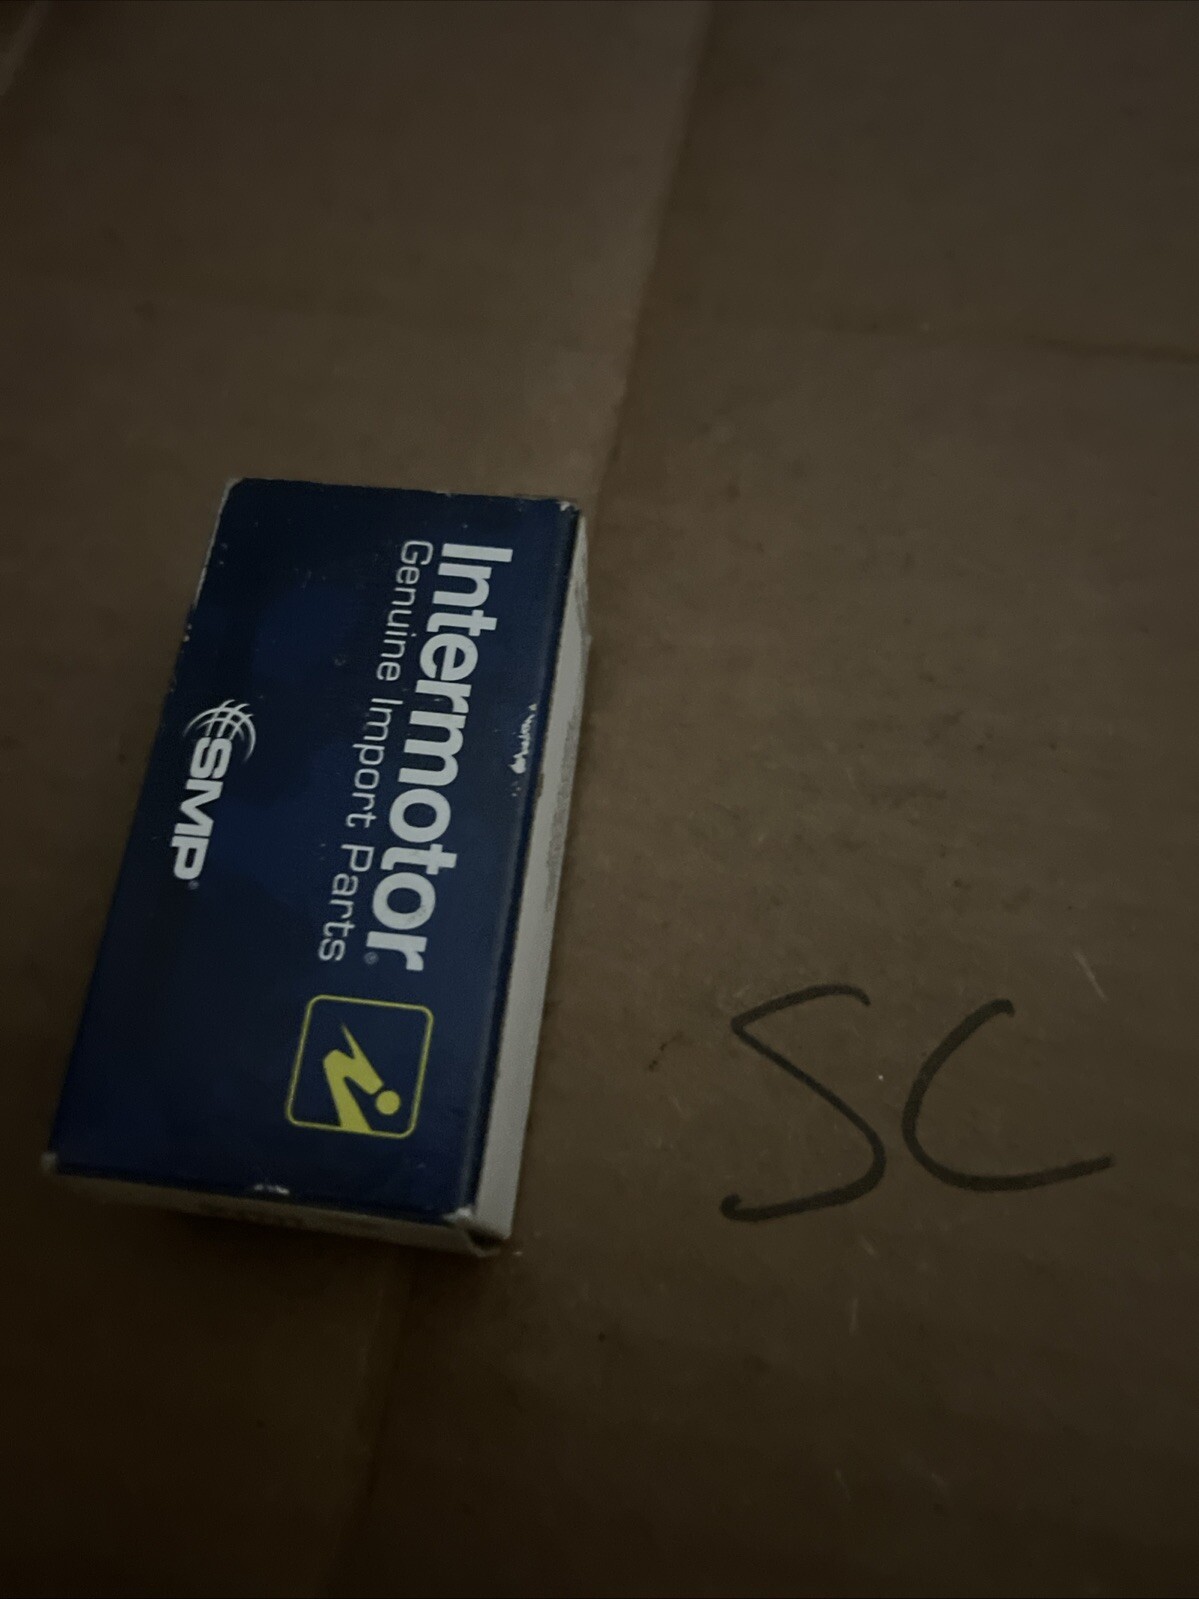 Intermotor®
Genuine Import Parts
SMP®
SC